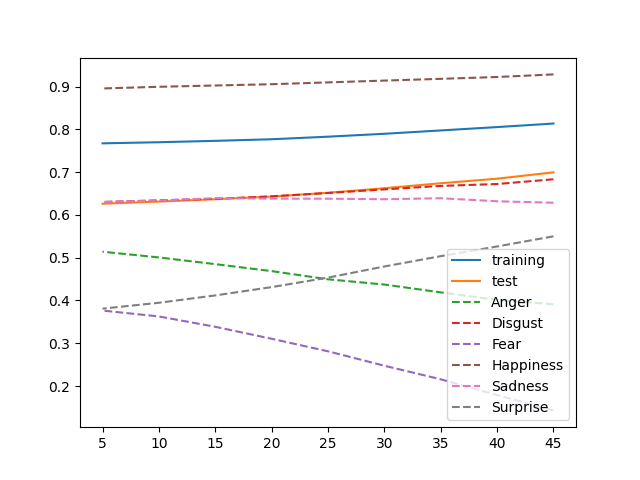 0.9
0.8
0.7
0.6
0.5
0.4
0.3
0.2
training
test
Anger
Disgust
Fear
Happiness
Sadness
Surprise
5 10 15 20 25 30 35 40 45